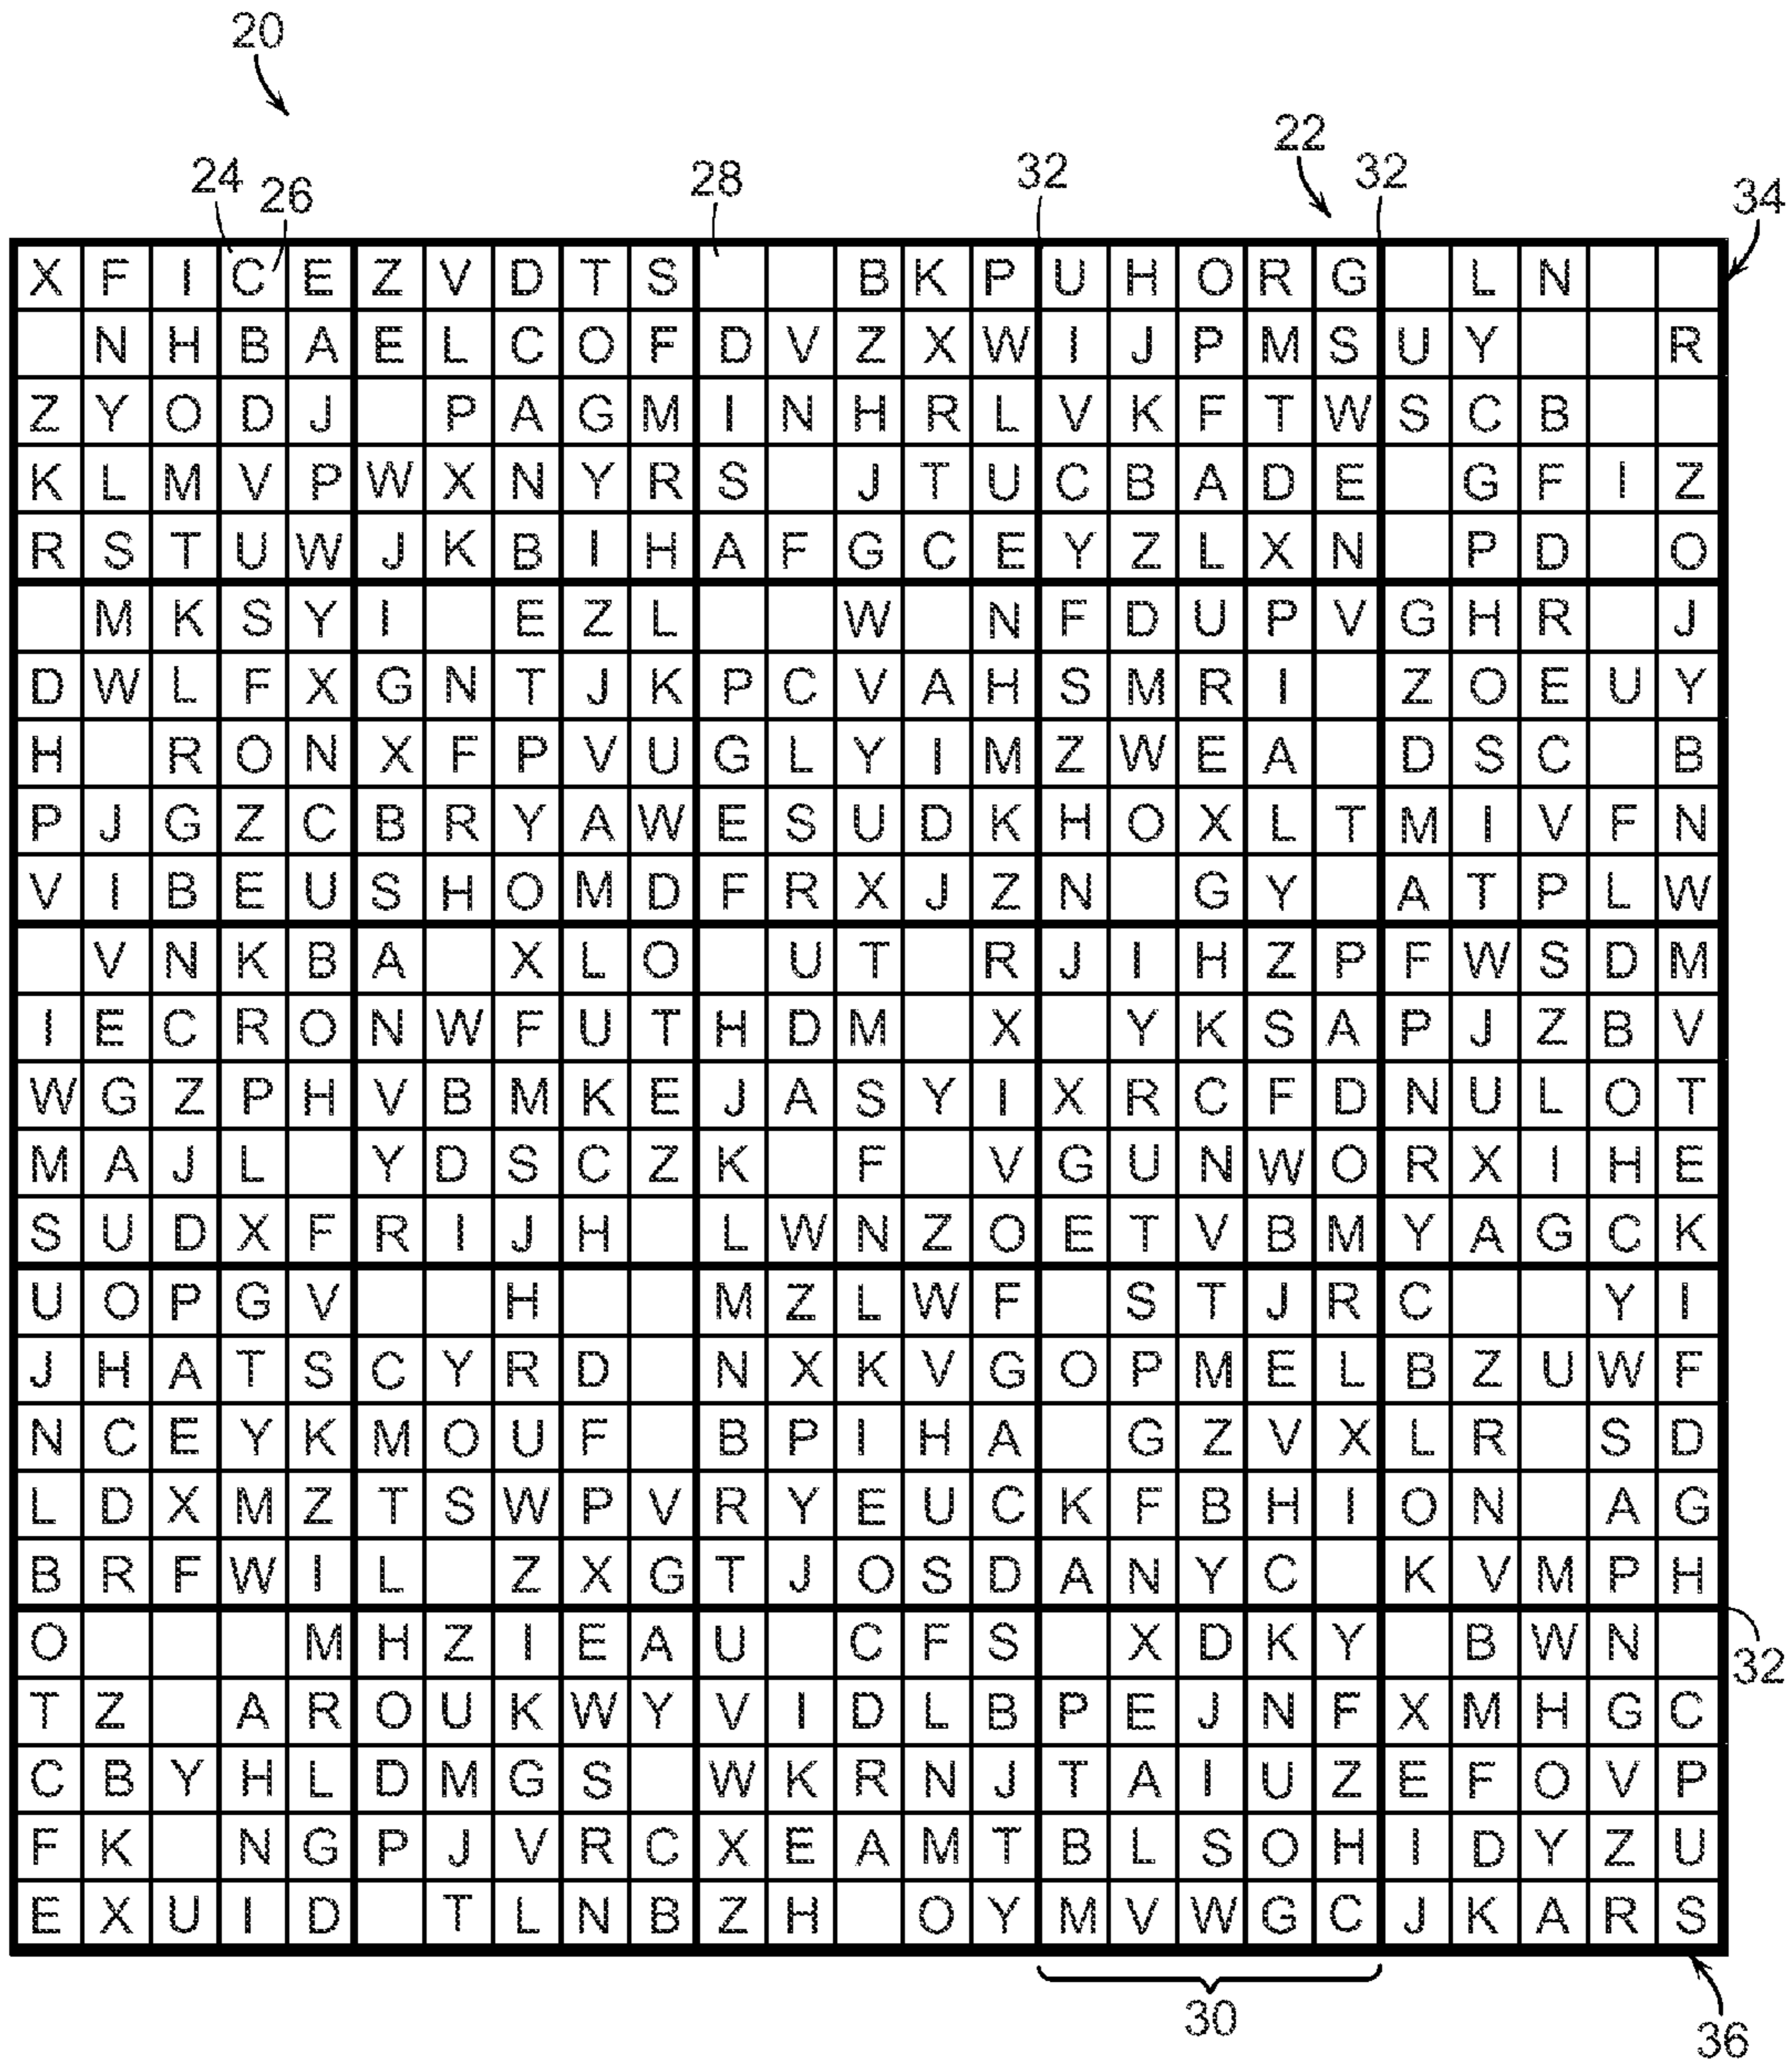 20
22
24 26 28 32 32 34
X F I C E Z V D T S B K P U H O R G L N
N H B A E L C O F D V Z X W I J P M S U Y R
Z Y O D J P A G M I N H R L V K F T W S C B
K L M V P W X N Y R S J T U C B A D E G F I Z
R S T U W J K B I H A F G C E Y Z L X N P D O
M K S Y I E Z L W N F D U P V G H R J
D W L F X G N T J K P C V A H S M R I Z O E U Y
H R O N X F P V U G L Y I M Z W E A D S C B
P J G Z C B R Y A W E S U D K H O X L T M I V F N
V I B E U S H O M D F R X J Z N G Y A T P L W
V N K B A X L O U T R J I H Z P F W S D M
I E C R O N W F U T H D M X Y K S A P J Z B V
W G Z P H V B M K E J A S Y I X R C F D N U L O T
M A J L Y D S C Z K F V G U N W O R X I H E
S U D X F R I J H L W N Z O E T V B M Y A G C K
U O P G V H M Z L W F S T J R C Y I
J H A T S C Y R D N X K V G O P M E L B Z U W F
N C E Y K M O U F B P I H A G Z V X L R S D
L D X M Z T S W P V R Y E U C K F B H I O N A G
B R F W I L Z X G T J O S D A N Y C K V M P H
O M H Z I E A U C F S X D K Y B W N
32
T Z A R O U K W Y V I D L B P E J N F X M H G C
C B Y H L D M G S W K R N J T A I U Z E F O V P
F K N G P J V R C X E A M T B L S O H I D Y Z U
E X U I D T L N B Z H O Y M V W G C J K A R S
30
36